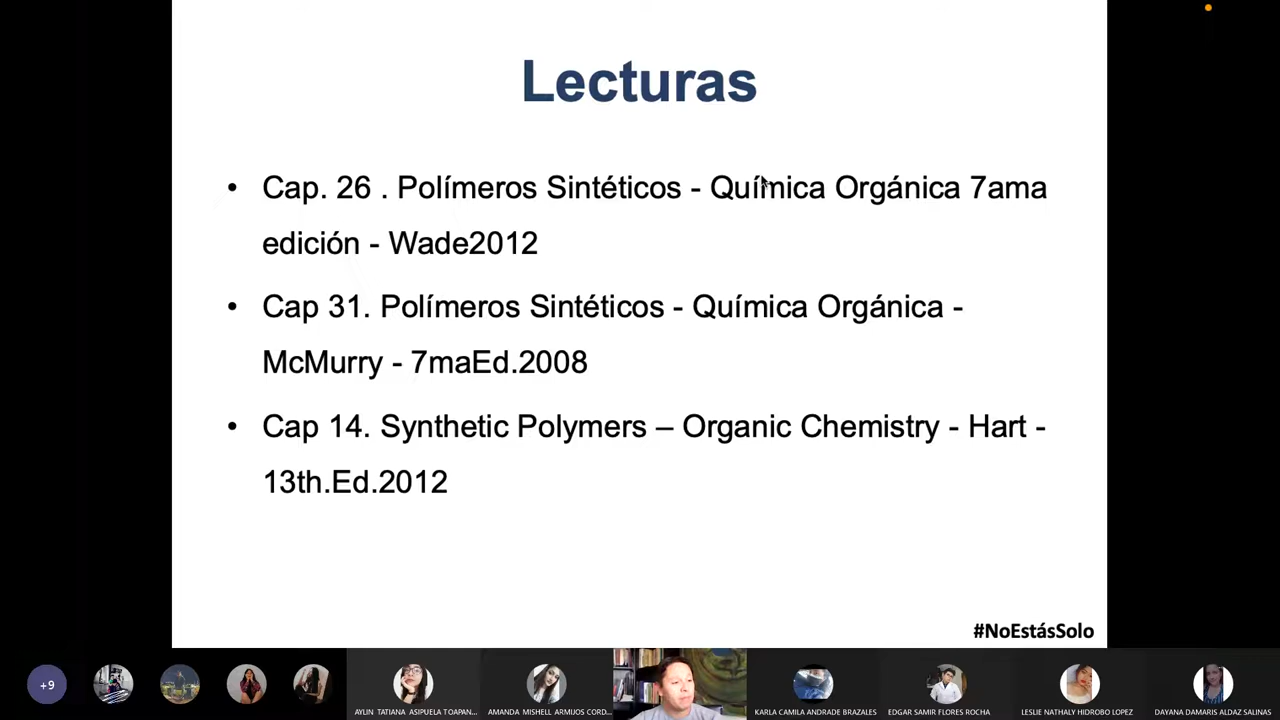 Lecturas
• Cap. 26 . Polímeros Sintéticos - Química Orgánica 7ama
edición - Wade2012
• Cap 31. Polímeros Sintéticos - Química Orgánica -
McMurry - 7maEd.2008
• Cap 14. Synthetic Polymers – Organic Chemistry - Hart -
13th.Ed.2012
#NoEstásSolo
+9
AYLIN TATIANA ASIPUELA TOAPAN...
AMANDA MISHELL ARMIJOS CORD...
KARLA CAMILA ANDRADE BRAZALES
EDGAR SAMIR FLORES ROCHA
LESLIE NATHALY HIDROBO LOPEZ
DAYANA DAMARIS ALDAZ SALINAS